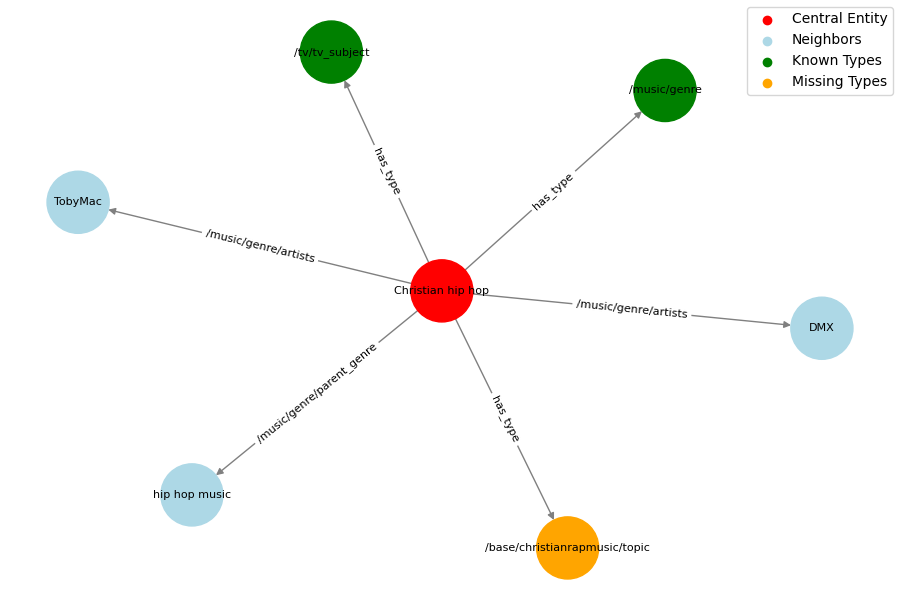 Central Entity
Neighbors
Known Types
Missing Types
/tv/tv_subject
/music/genre
has_type
has_type
TobyMac
/music/genre/artists
Christian hip hop
/music/genre/artists
DMX
/music/genre/parent_genre
has_type
hip hop music
/base/christianrapmusic/topic